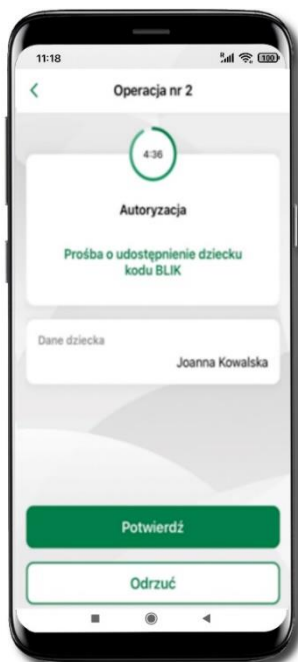 11:18
100
Operacja nr 2
4:36
Autoryzacja
Prośba o udostępnienie dziecku
kodu BLIK
Dane dziecka
Joanna Kowalska
Potwierdź
Odrzuć